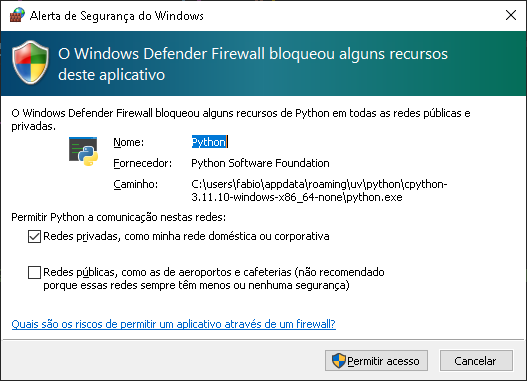 Alerta de Segurança do Windows
O Windows Defender Firewall bloqueou alguns recursos
deste aplicativo
O Windows Defender Firewall bloqueou alguns recursos de Python em todas as redes públicas e
privadas.
Nome: Python
Fornecedor: Python Software Foundation
Caminho: C:\users\fabio\appdata\roaming\uv\python\cpython-
3.11.10-windows-x86_64-none\python.exe
Permitir Python a comunicação nestas redes:
Redes privadas, como minha rede doméstica ou corporativa
Redes públicas, como as de aeroportos e cafeterias (não recomendado
porque essas redes sempre têm menos ou nenhuma segurança)
Quais são os riscos de permitir um aplicativo através de um firewall?
Permitir acesso
Cancelar